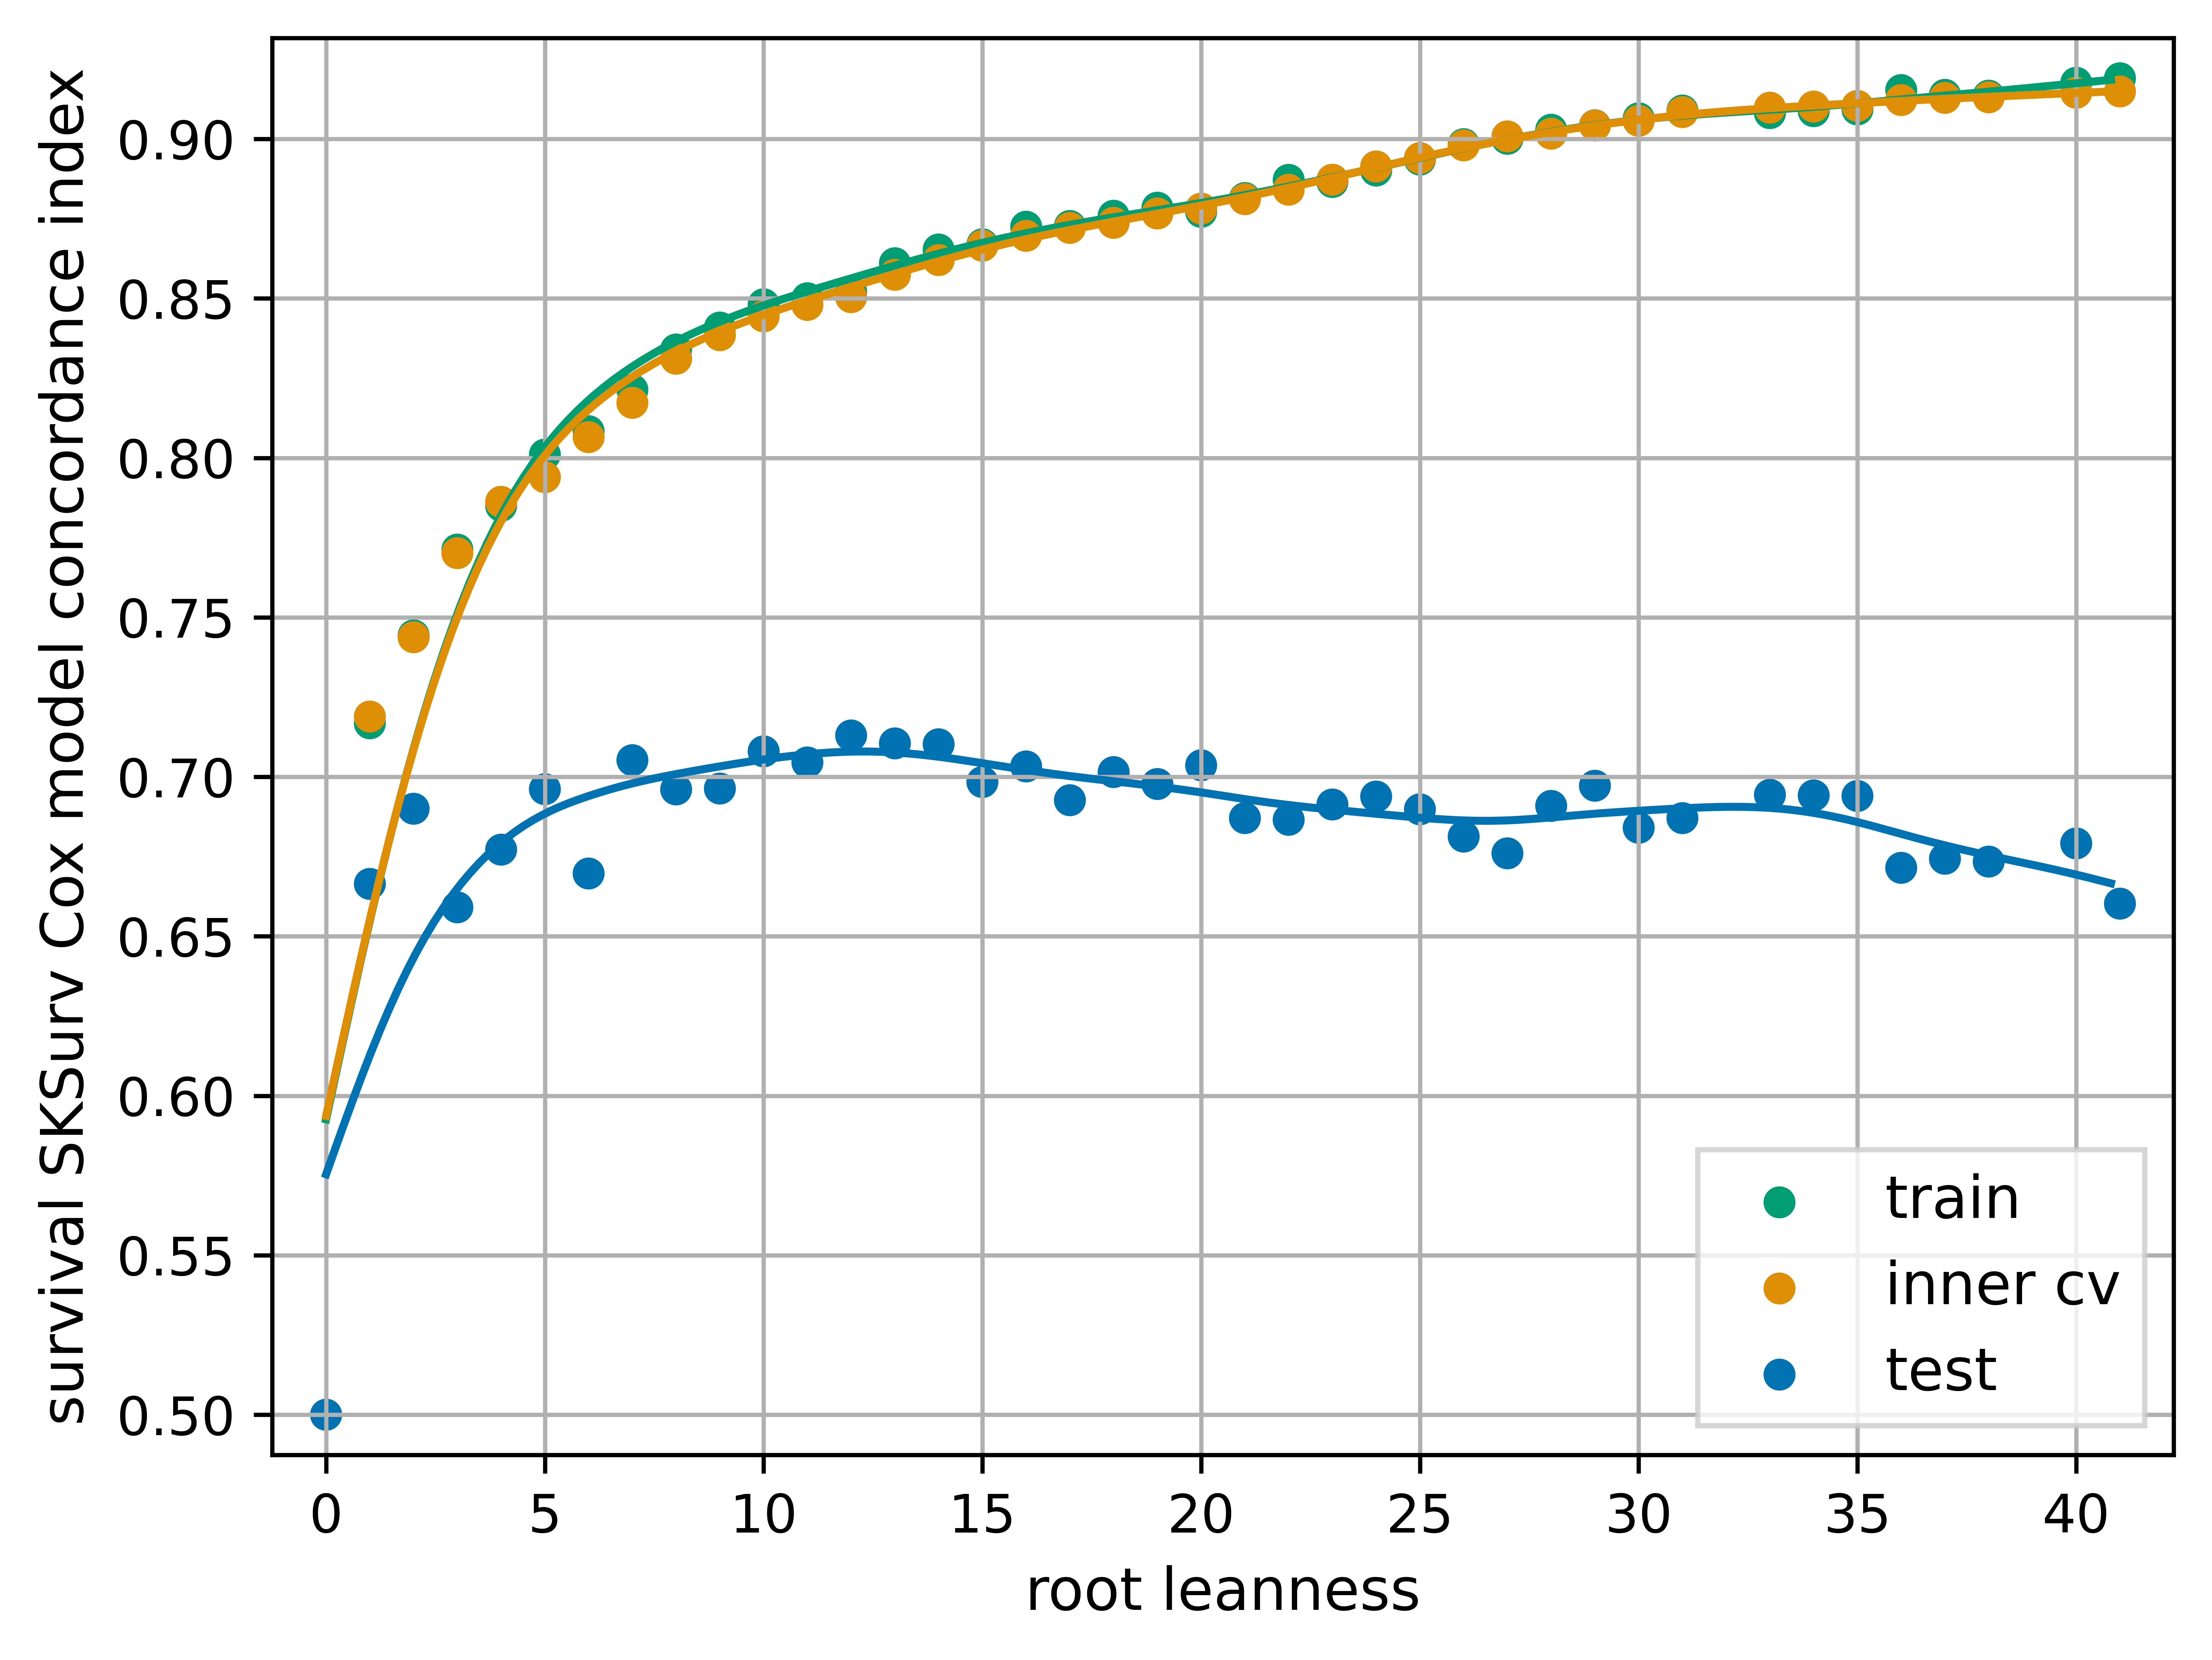 survival SKSurv Cox model concordance index
0.90
0.85
0.80
0.75
0.70
0.65
0.60
0.55
0.50
train
inner cv
test
0 5 10 15 20 25 30 35 40
root leanness